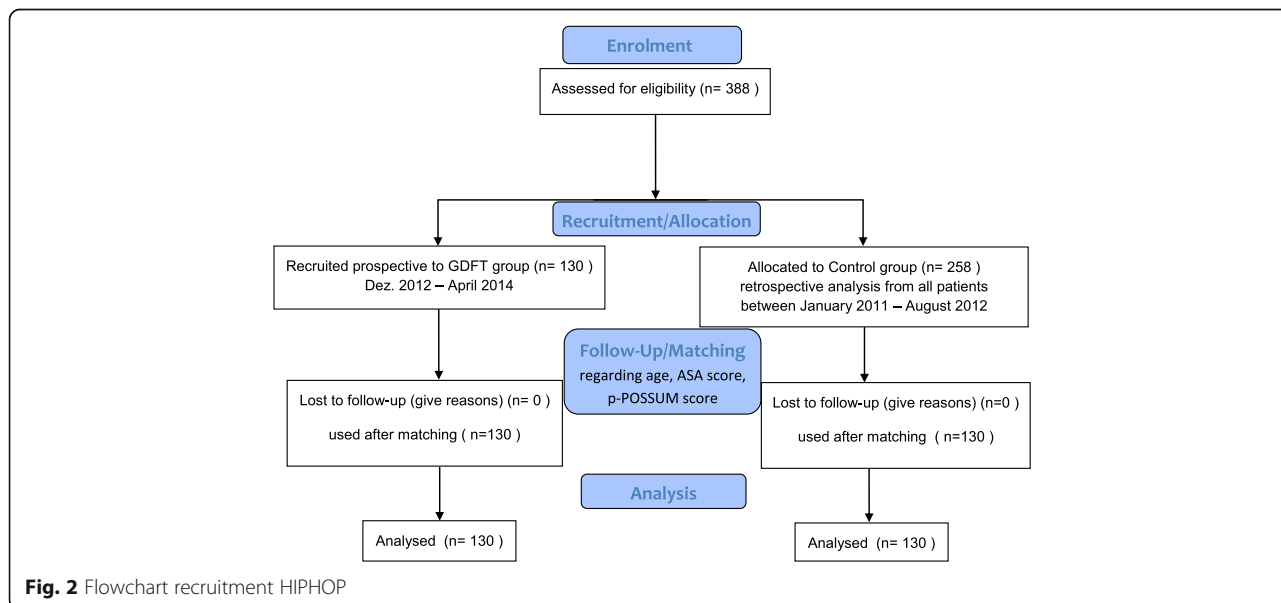 Enrolment
Assessed for eligibility (n= 388 )
Recruitment/Allocation
Recruited prospective to GDFT group (n= 130 )
Dez. 2012 – April 2014
Allocated to Control group (n= 258 )
retrospective analysis from all patients
between January 2011 – August 2012
Follow-Up/Matching
regarding age, ASA score,
p-POSSUM score
Lost to follow-up (give reasons) (n= 0 )
used after matching ( n=130 )
Lost to follow-up (give reasons) (n=0 )
used after matching ( n=130 )
Analysis
Analysed (n= 130 )
Analysed (n= 130 )
Fig. 2 Flowchart recruitment HIPHOP